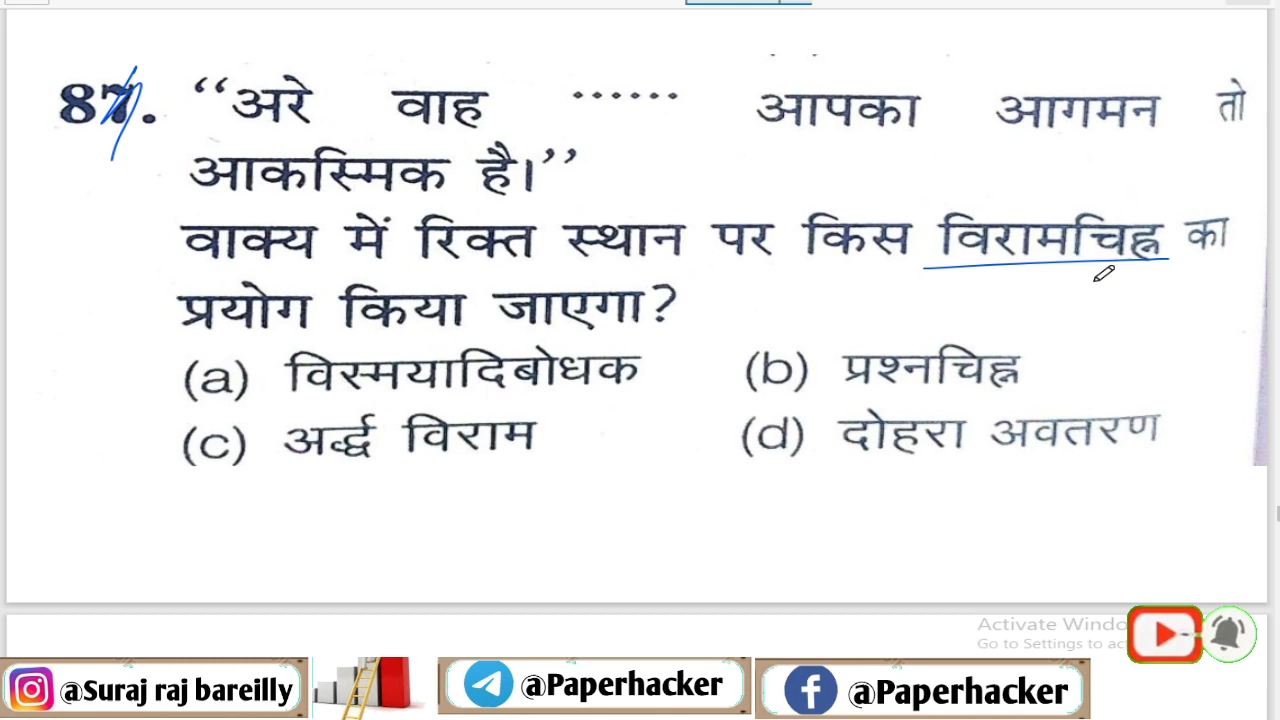 87. ‘‘अरे वाह ...... आपका आगमन तो
आकस्मिक है।’’
वाक्य में रिक्त स्थान पर किस विरामचिह्न का
प्रयोग किया जाएगा?
(a) विस्मयादिबोधक (b) प्रश्नचिह्न
(c) अर्द्ध विराम (d) दोहरा अवतरण
Activate Windo
Go to Settings to ac
@Suraj raj bareilly @Paperhacker @Paperhacker